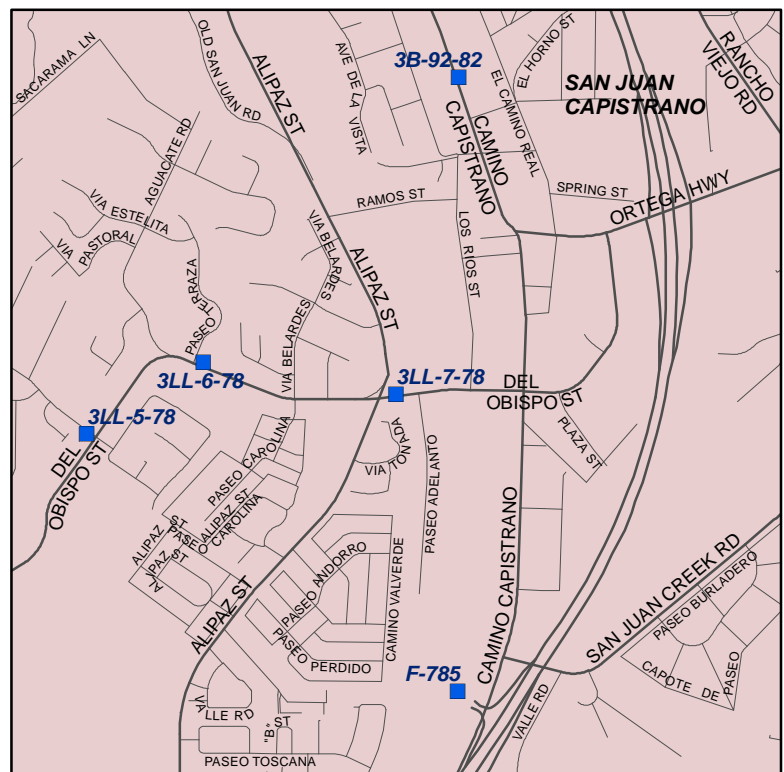 SACARAMA LN
OLD SAN JUAN RD
ALIPAZ ST
AVE DE LA VISTA
3B-92-82
CAMINO CAPISTRANO
EL CAMINO REAL
EL HORNO ST
SAN JUAN
CAPISTRANO
RANCHO
VIEJO RD
AGUACATE RD
VIA ESTELITA
VIA PASTORAL
RAMOS ST
SPRING ST
ORTEGA HWY
LOS RIOS ST
VIA BELARDES
ALIPAZ ST
PASEO TERRAZA
VIA BELARDES
3LL-6-78
3LL-7-78
DEL
OBISPO ST
3LL-5-78
DEL
OBISPO ST
PASEO CAROLINA
VIA TONADA
PASEO ADELANTO
PLAZA ST
ALIPAZ ST
PASEO CAROLINA
ALIPAZ ST
ALIPAZ ST
ALIPAZ ST
PASEO ANDORRO
CAMINO VALVERDE
PASEO PERDIDO
CAMINO CAPISTRANO
SAN JUAN CREEK RD
PASEO BURLADERO
CAPOTE DE PASEO
F-785
VALLE RD
VIA
LLE RD
"B" ST
PASEO TOSCANA